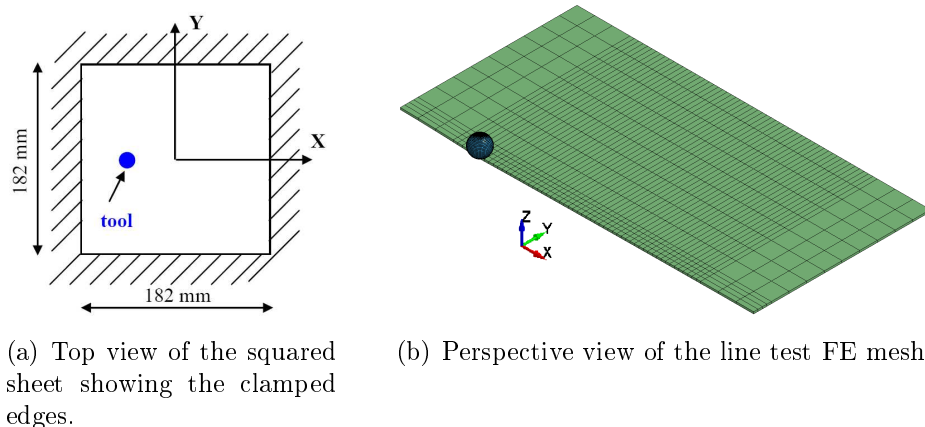 Y
X
182 mm
tool
182 mm
Z
Y
X
(a) Top view of the squared
sheet showing the clamped
edges.
(b) Perspective view of the line test FE mesh